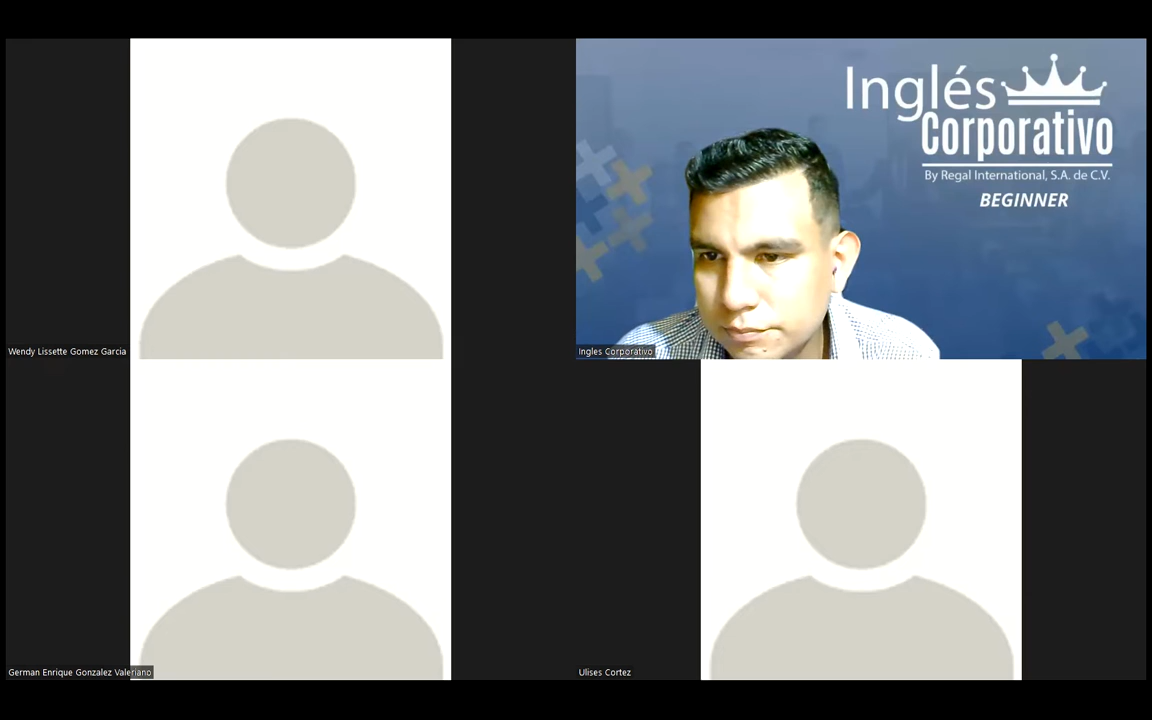 Inglés
Corporativo
By Regal International, S.A. de C.V.
BEGINNER
Wendy Lissette Gomez Garcia
Ingles Corporativo
German Enrique Gonzalez Valeriano
Ulises Cortez